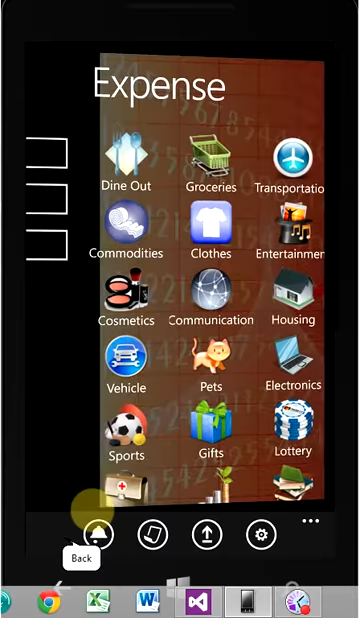 Expense
Dine Out Groceries Transportatio
Commodities Clothes Entertainmen
Cosmetics Communication Housing
Vehicle Pets Electronics
Sports Gifts Lottery
Back